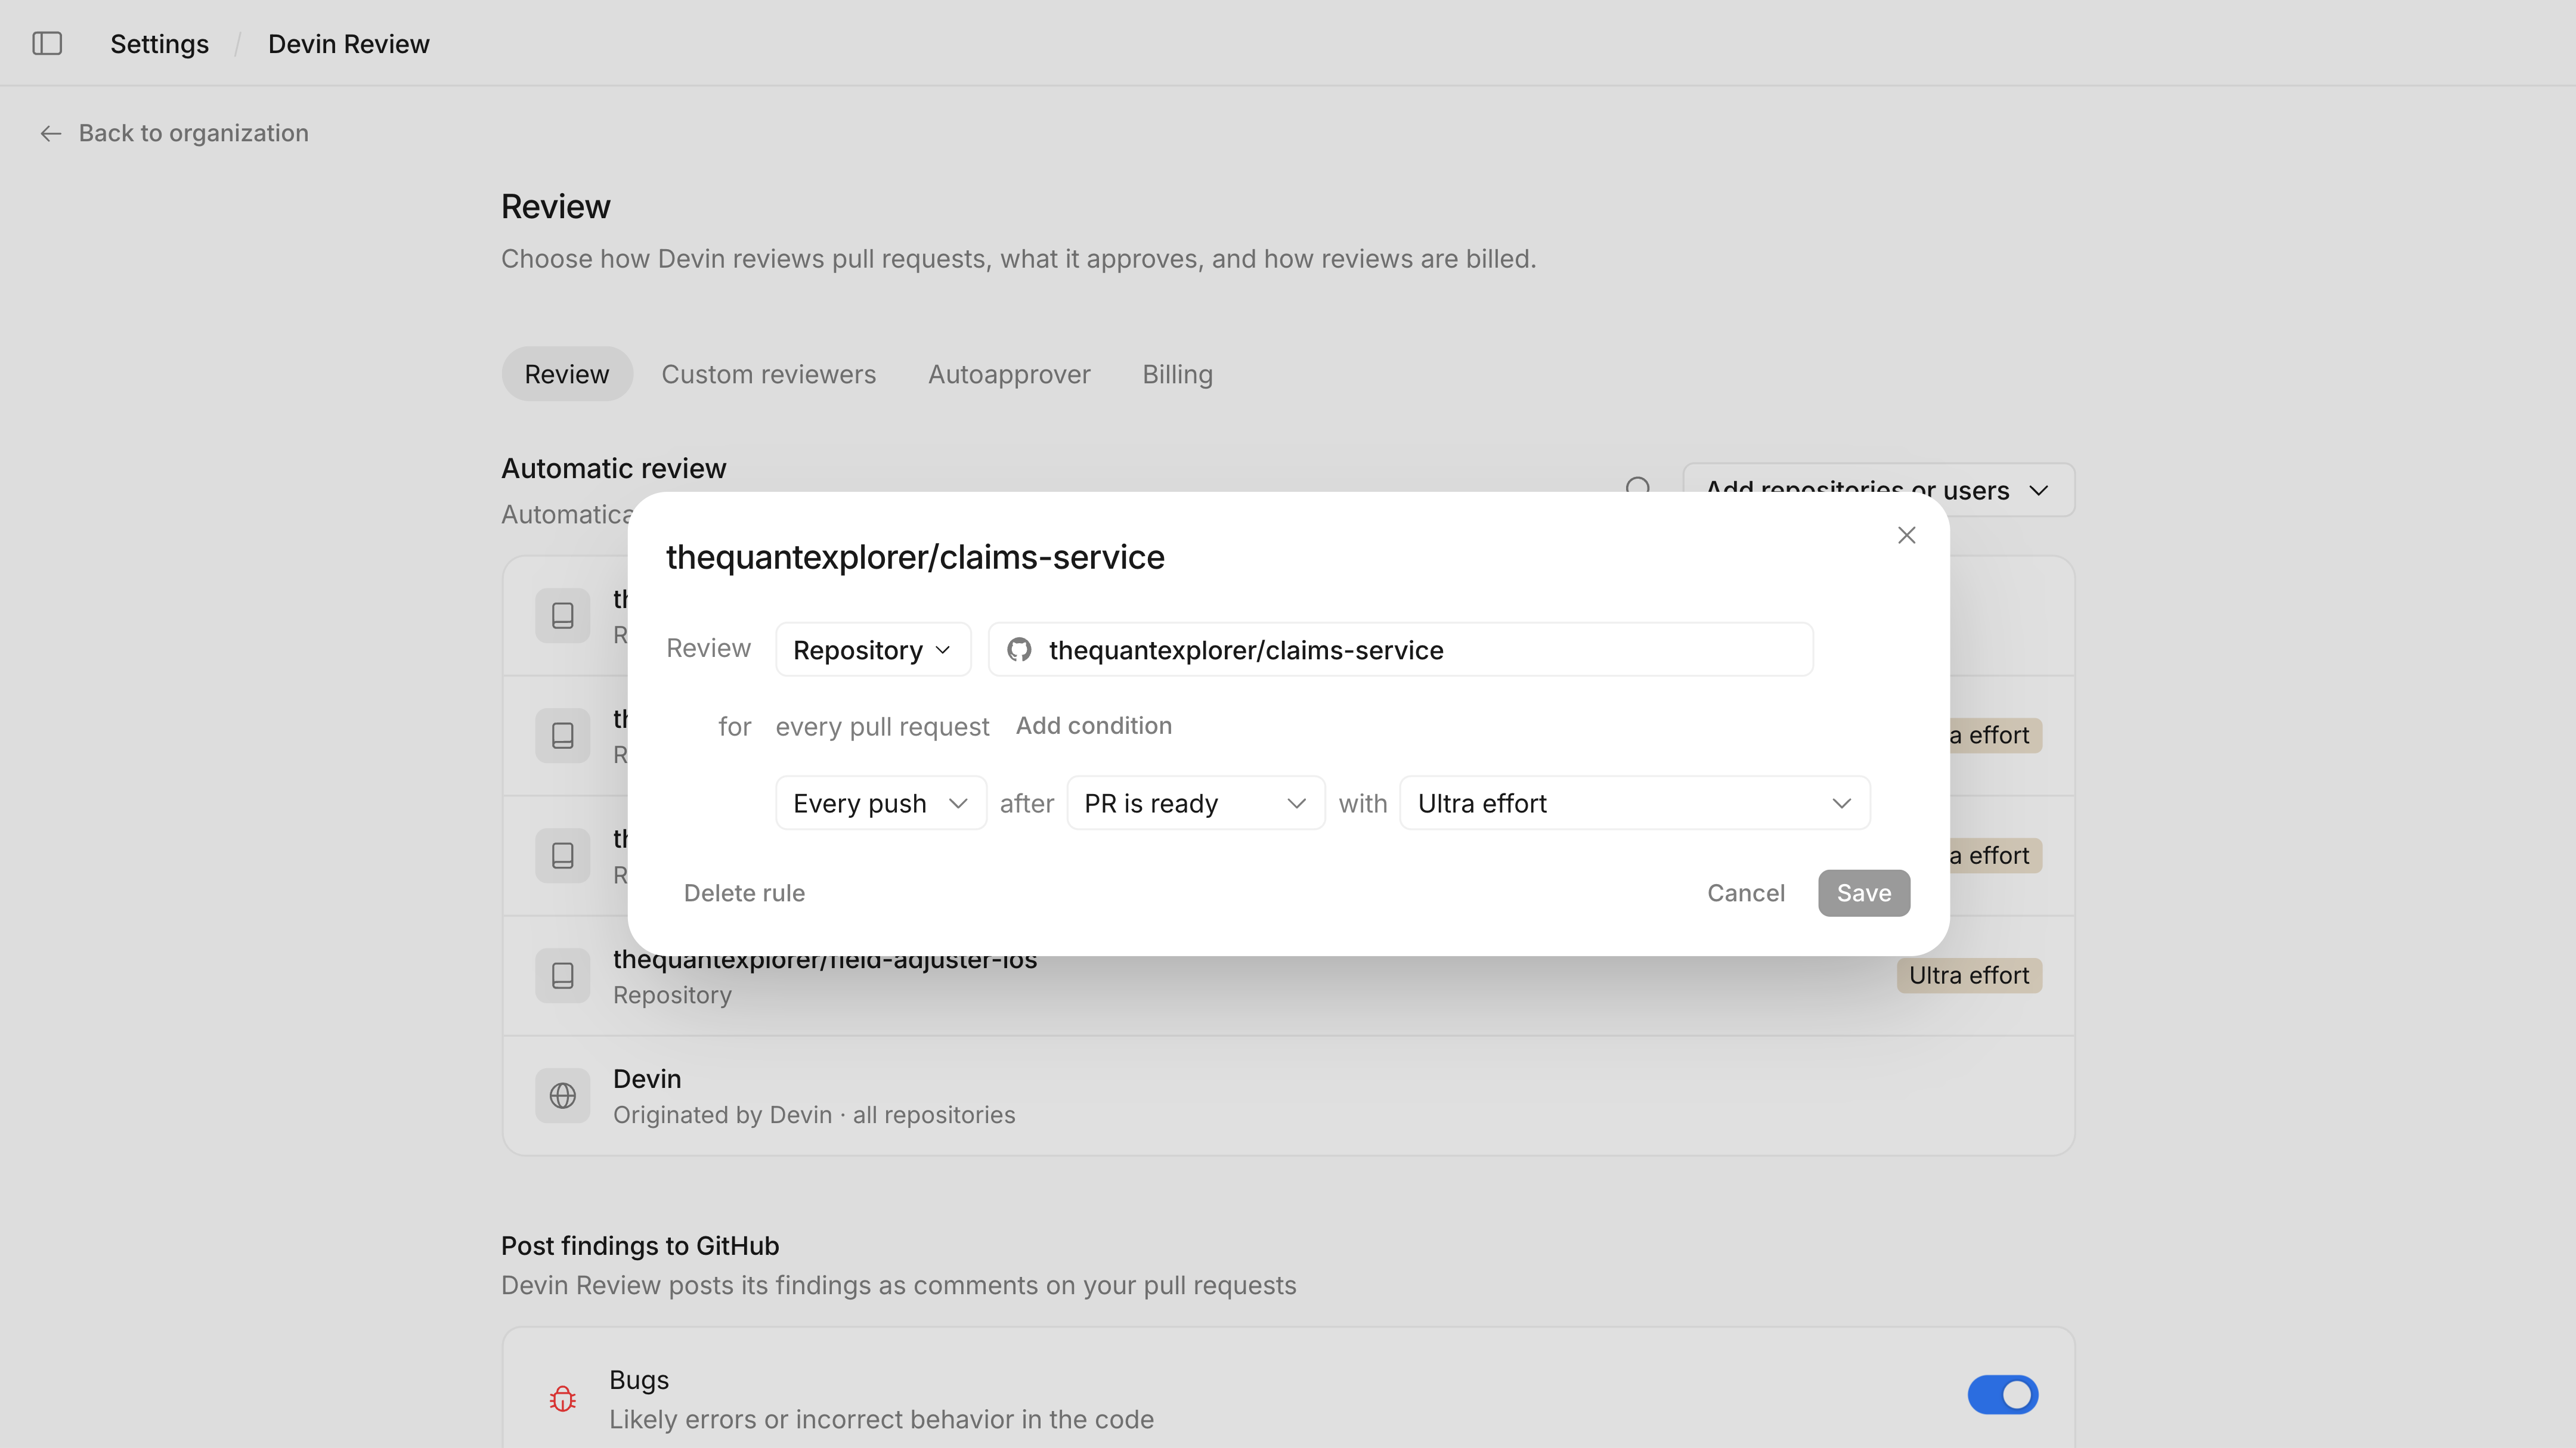 Settings / Devin Review
Back to organization
Review
Choose how Devin reviews pull requests, what it approves, and how reviews are billed.
Review Custom reviewers Autoapprover Billing
Automatic review
Add repositories or users
thequantexplorer/claims-service
Review Repository thequantexplorer/claims-service
for every pull request Add condition
Every push after PR is ready with Ultra effort
effort
effort
Delete rule Cancel Save
thequantexplorer/field-adjuster-ios
Repository
Ultra effort
Devin
Originated by Devin · all repositories
Post findings to GitHub
Devin Review posts its findings as comments on your pull requests
Bugs
Likely errors or incorrect behavior in the code